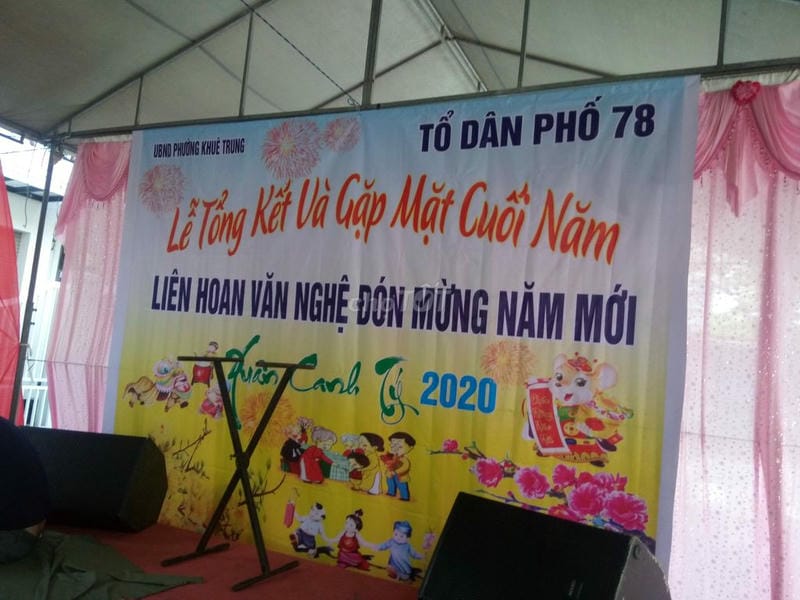 UBND PHƯỜNG KHUÊ TRUNG
TỔ DÂN PHỐ 78
Lễ Tổng Kết Và Gặp Mặt Cuối Năm
LIÊN HOAN VĂN NGHỆ ĐÓN MỪNG NĂM MỚI
chợTỐT
Xuân Canh Tý 2020